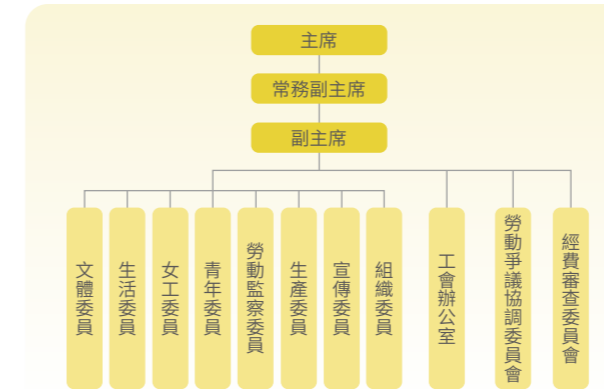 主席
常務副主席
副主席
文體委員
生活委員
女工委員
青年委員
勞動監察委員
生產委員
宣傳委員
組織委員
工會辦公室
勞動爭議協調委員會
經費審查委員會